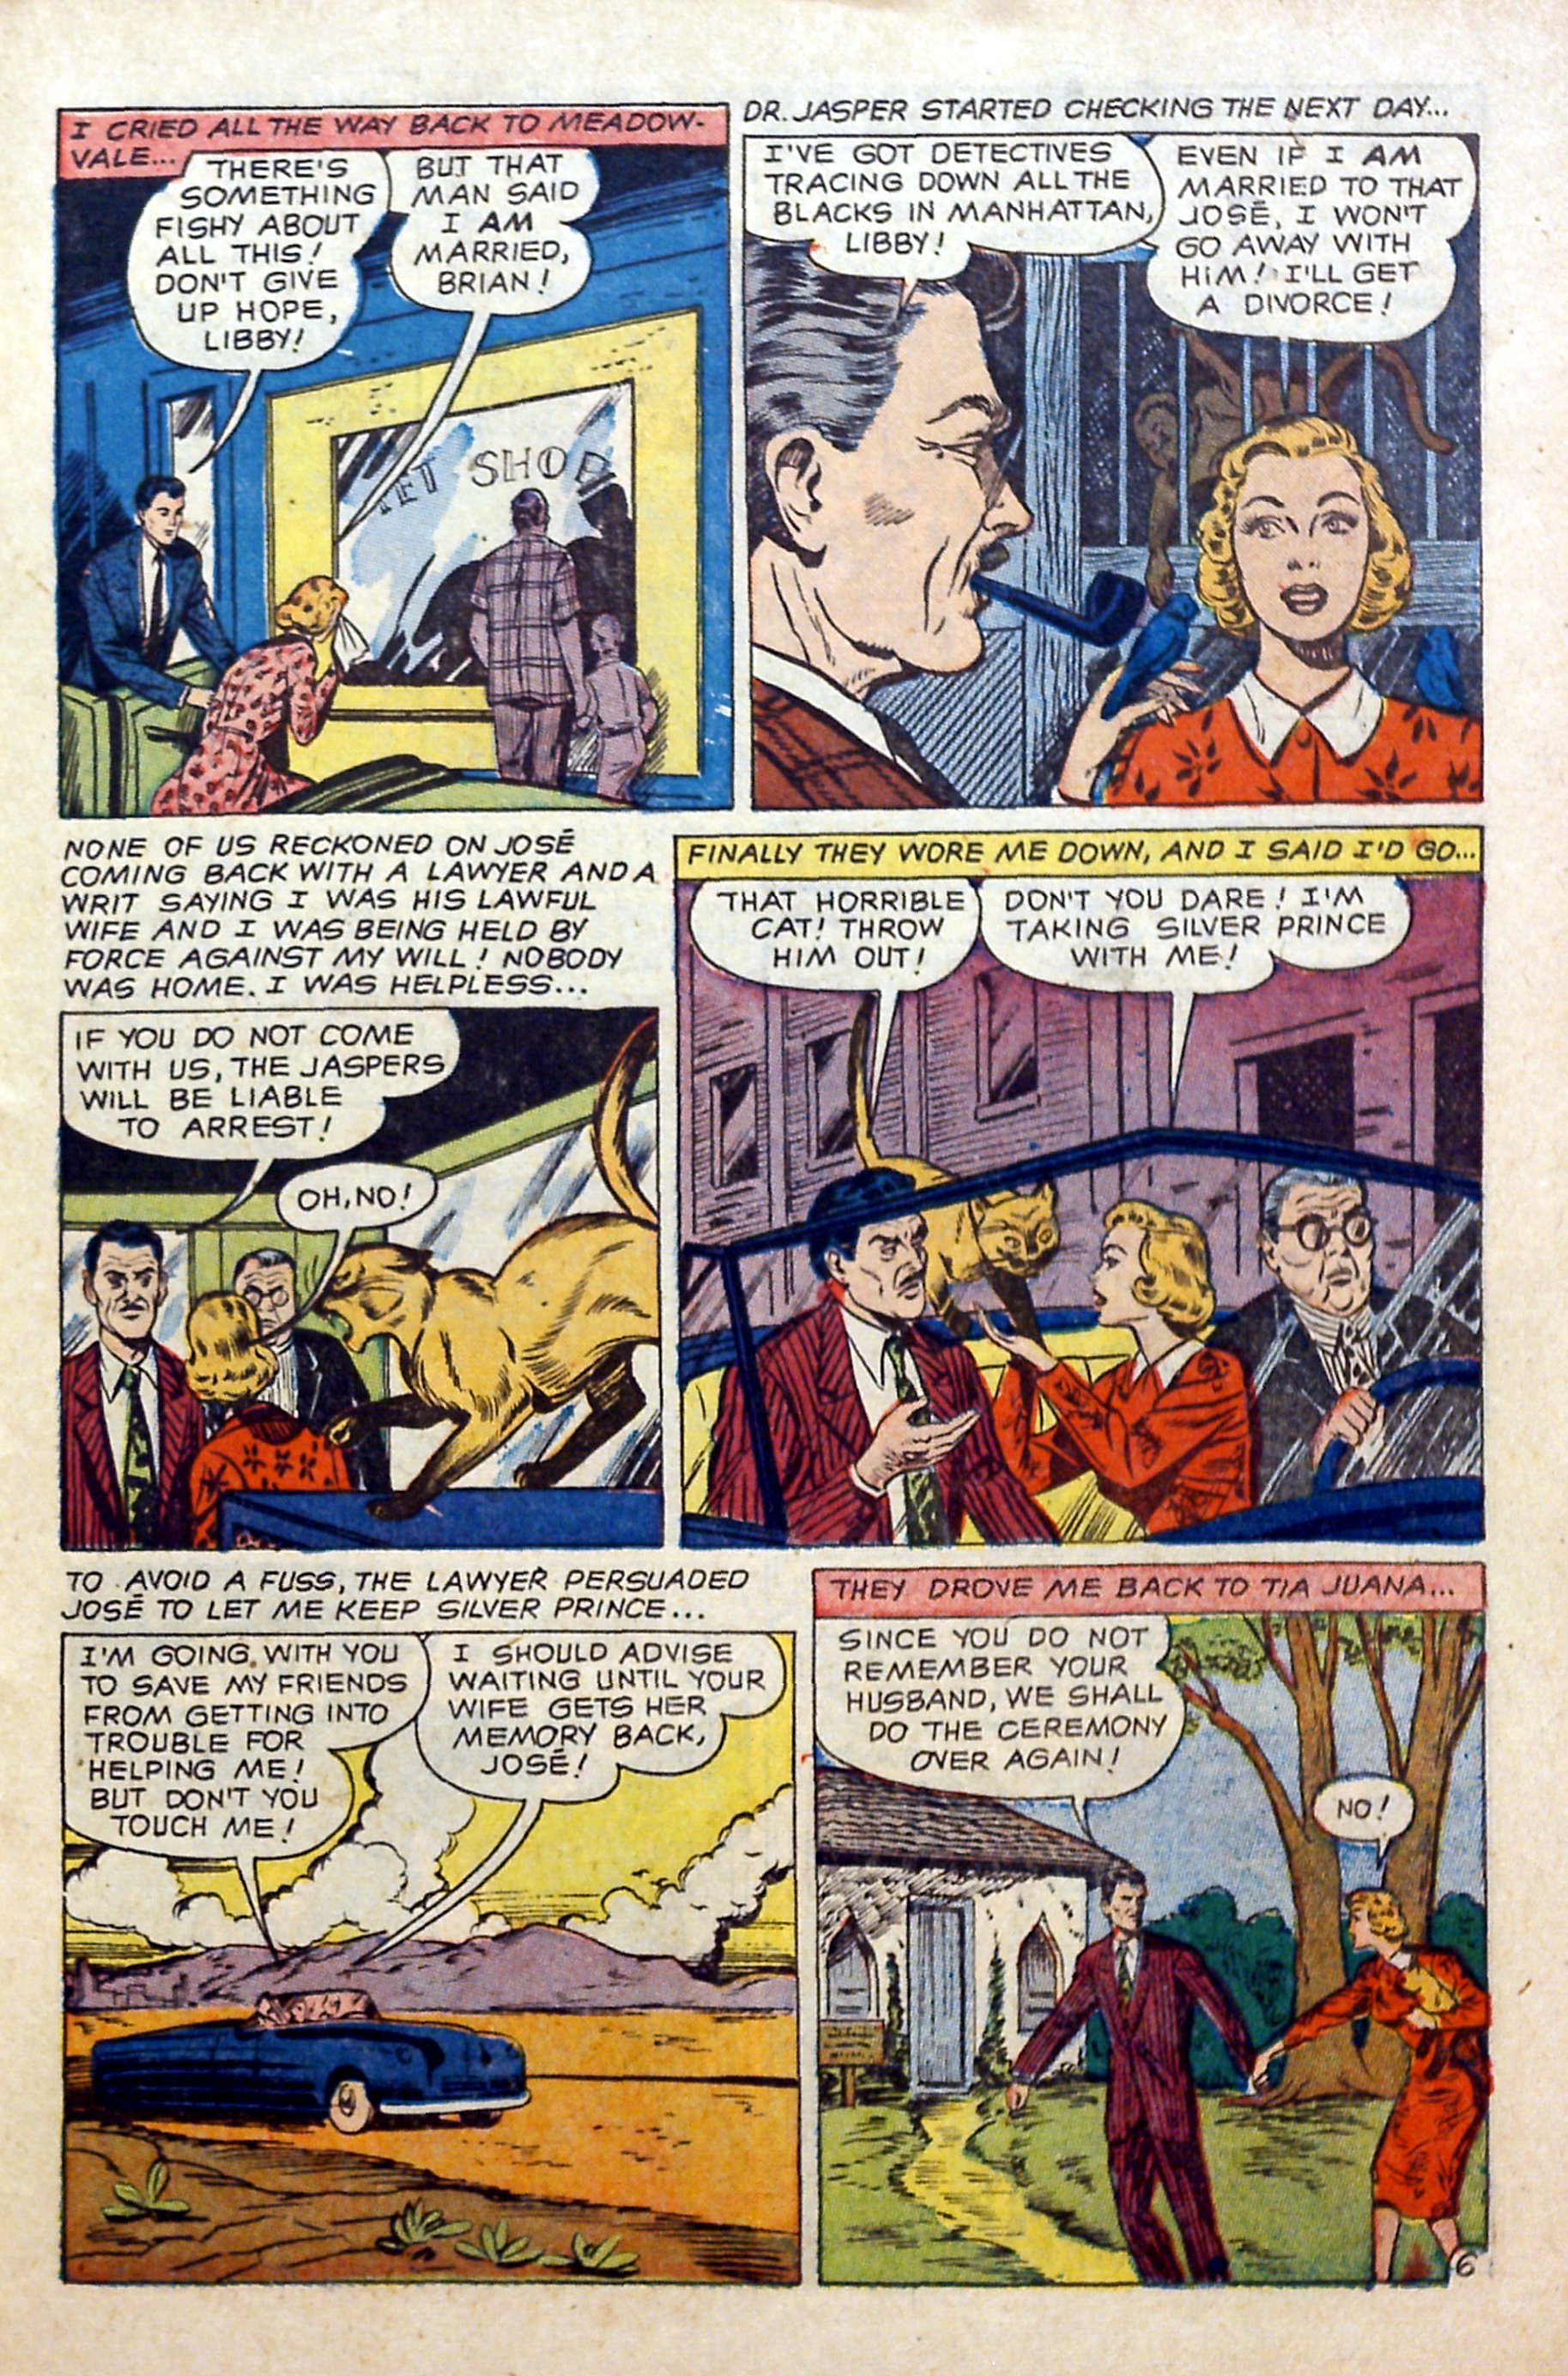 I CRIED ALL THE WAY BACK TO MEADOW-
VALE...
THERE'S
SOMETHING
FISHY ABOUT
ALL THIS!
DON'T GIVE
UP HOPE,
LIBBY!
BUT THAT
MAN SAID
I AM
MARRIED,
BRIAN!
PET SHOP
DR. JASPER STARTED CHECKING THE NEXT DAY...
I'VE GOT DETECTIVES
TRACING DOWN ALL THE
BLACKS IN MANHATTAN,
LIBBY!
EVEN IF I AM
MARRIED TO THAT
JOSÉ, I WON'T
GO AWAY WITH
HIM! I'LL GET
A DIVORCE!
NONE OF US RECKONED ON JOSÉ
COMING BACK WITH A LAWYER AND A
WRIT SAYING I WAS HIS LAWFUL
WIFE AND I WAS BEING HELD BY
FORCE AGAINST MY WILL! NOBODY
WAS HOME. I WAS HELPLESS...
IF YOU DO NOT COME
WITH US, THE JASPERS
WILL BE LIABLE
TO ARREST!
OH, NO!
FINALLY THEY WORE ME DOWN, AND I SAID I'D GO...
THAT HORRIBLE
CAT! THROW
HIM OUT!
DON'T YOU DARE! I'M
TAKING SILVER PRINCE
WITH ME!
TO AVOID A FUSS, THE LAWYER PERSUADED
JOSÉ TO LET ME KEEP SILVER PRINCE...
I'M GOING WITH YOU
TO SAVE MY FRIENDS
FROM GETTING INTO
TROUBLE FOR
HELPING ME!
BUT DON'T YOU
TOUCH ME!
I SHOULD ADVISE
WAITING UNTIL YOUR
WIFE GETS HER
MEMORY BACK,
JOSÉ!
THEY DROVE ME BACK TO TIA JUANA...
SINCE YOU DO NOT
REMEMBER YOUR
HUSBAND, WE SHALL
DO THE CEREMONY
OVER AGAIN!
NO!
6